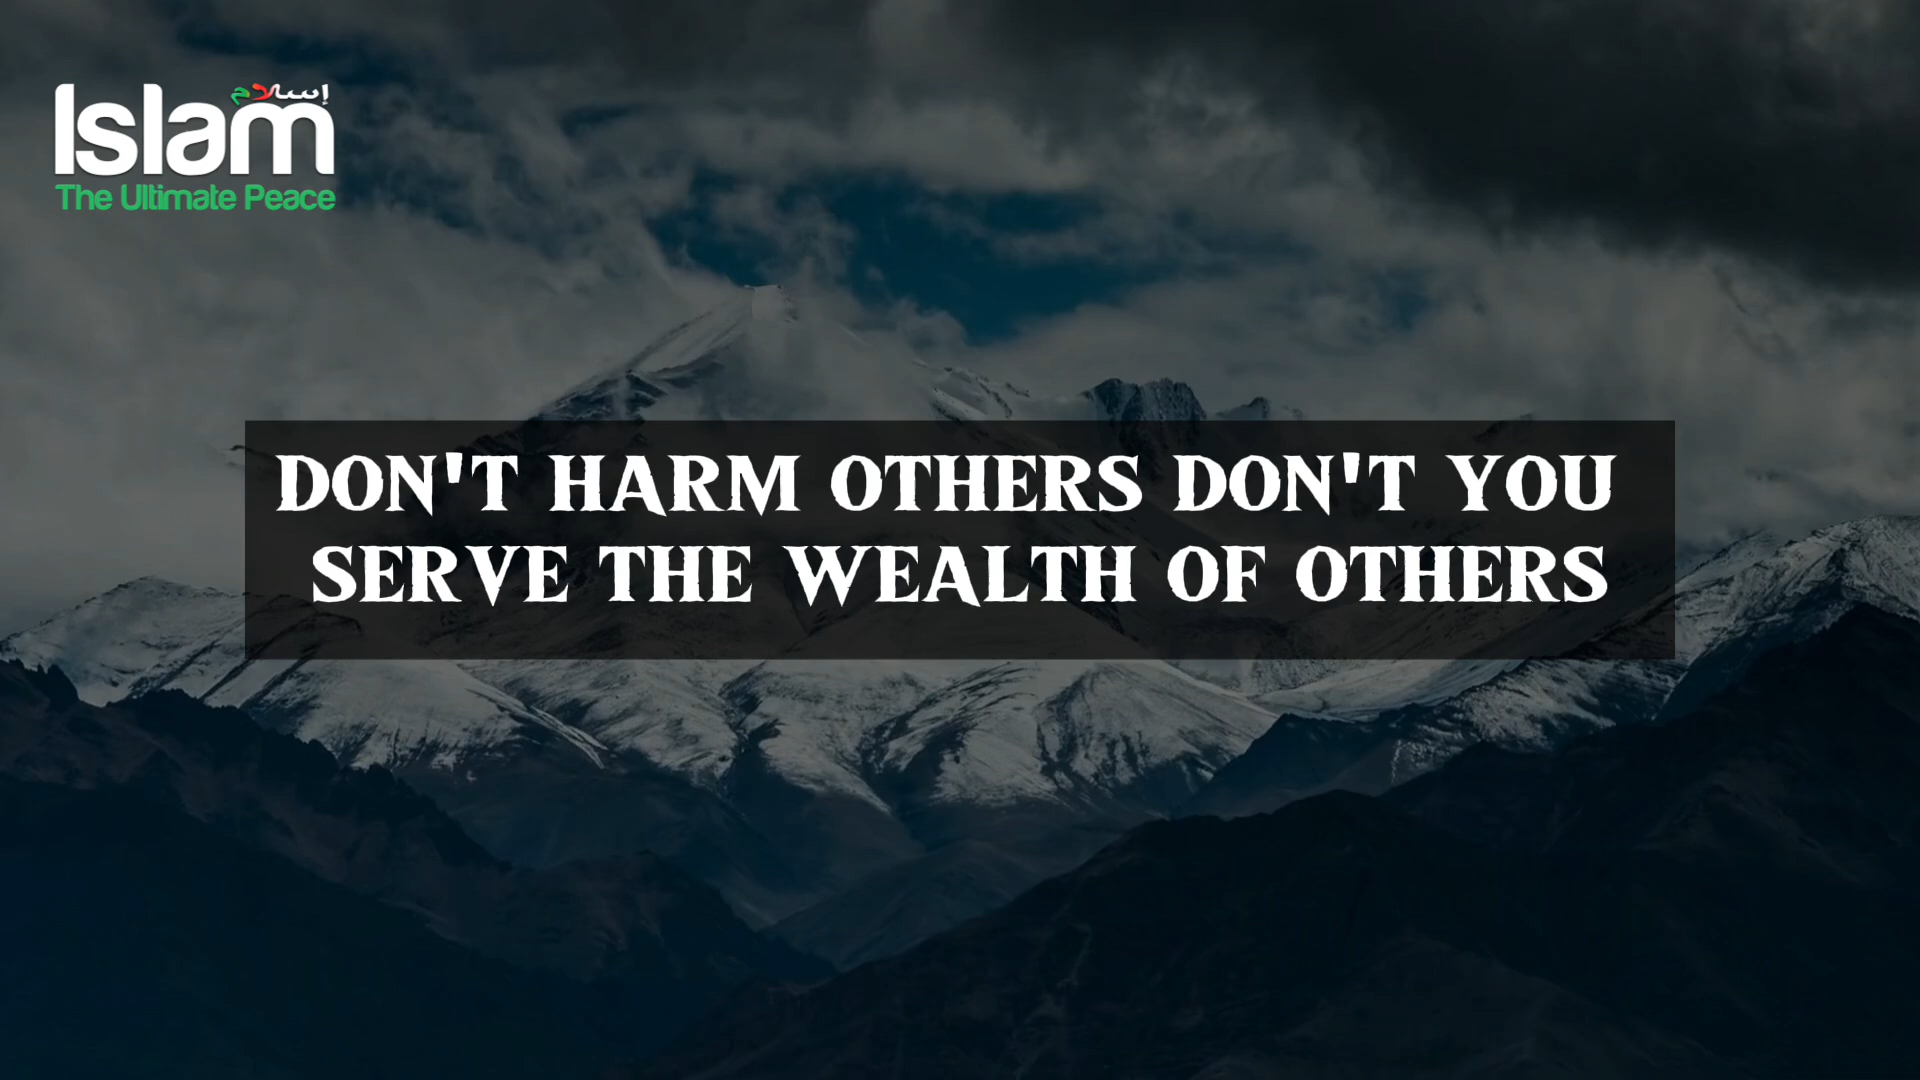 إسلام
Islam
The Ultimate Peace
DON'T HARM OTHERS DON'T YOU
SERVE THE WEALTH OF OTHERS